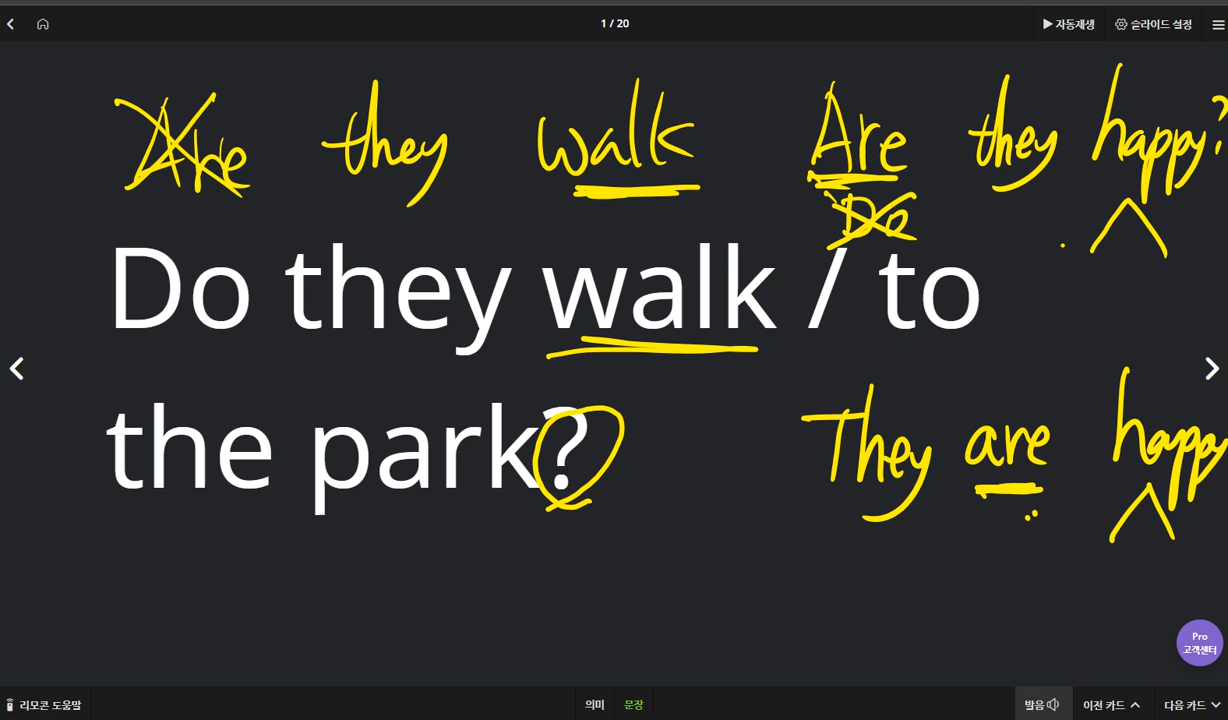 1 / 20
자동재생
슬라이드 설정
Are they walk
Are they happy?
Do
Do they walk / to
the park?
They are happy
Pro
고객센터
리모콘 도움말
의미
문장
발음
이전 카드
다음 카드